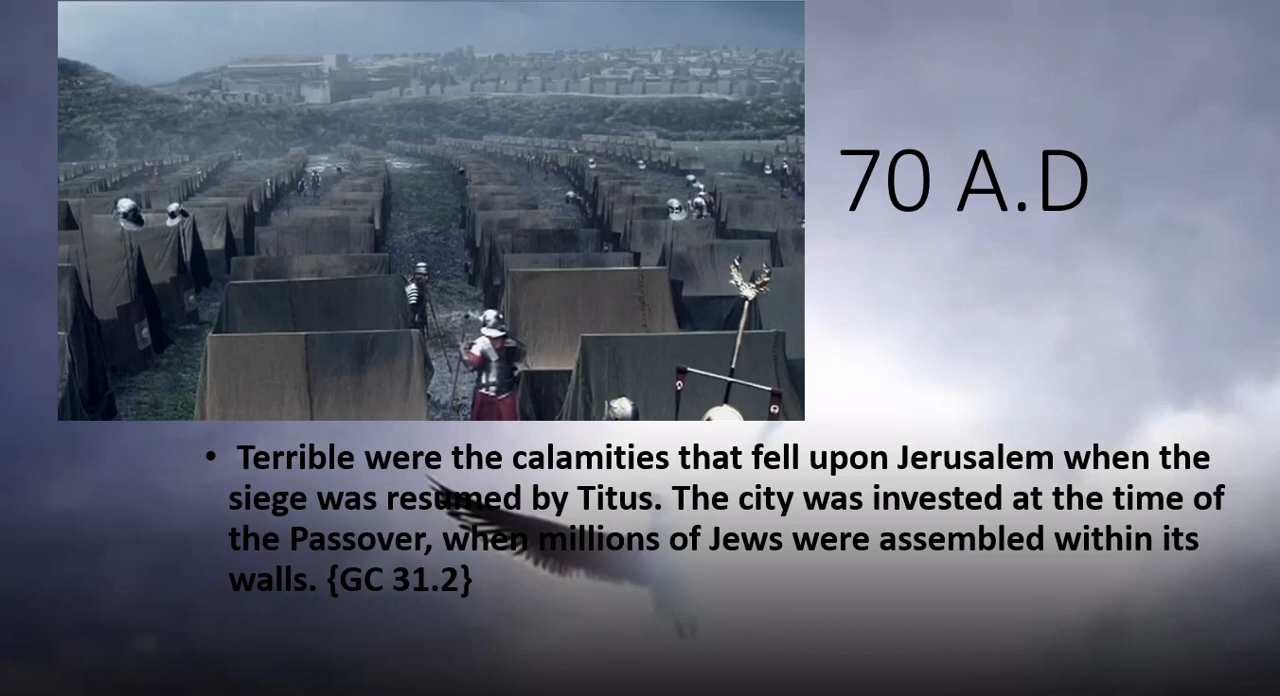 70 A.D
• Terrible were the calamities that fell upon Jerusalem when the
siege was resumed by Titus. The city was invested at the time of
the Passover, when millions of Jews were assembled within its
walls. {GC 31.2}